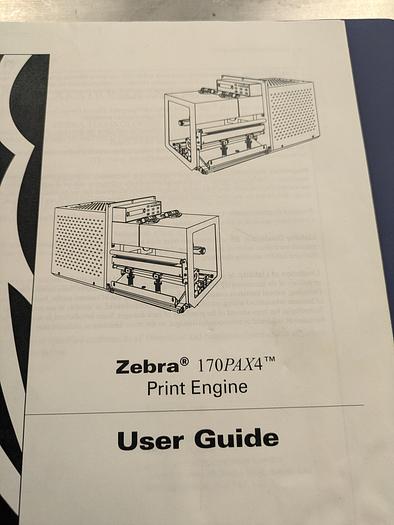 Zebra® 170PAX4™
Print Engine
User Guide